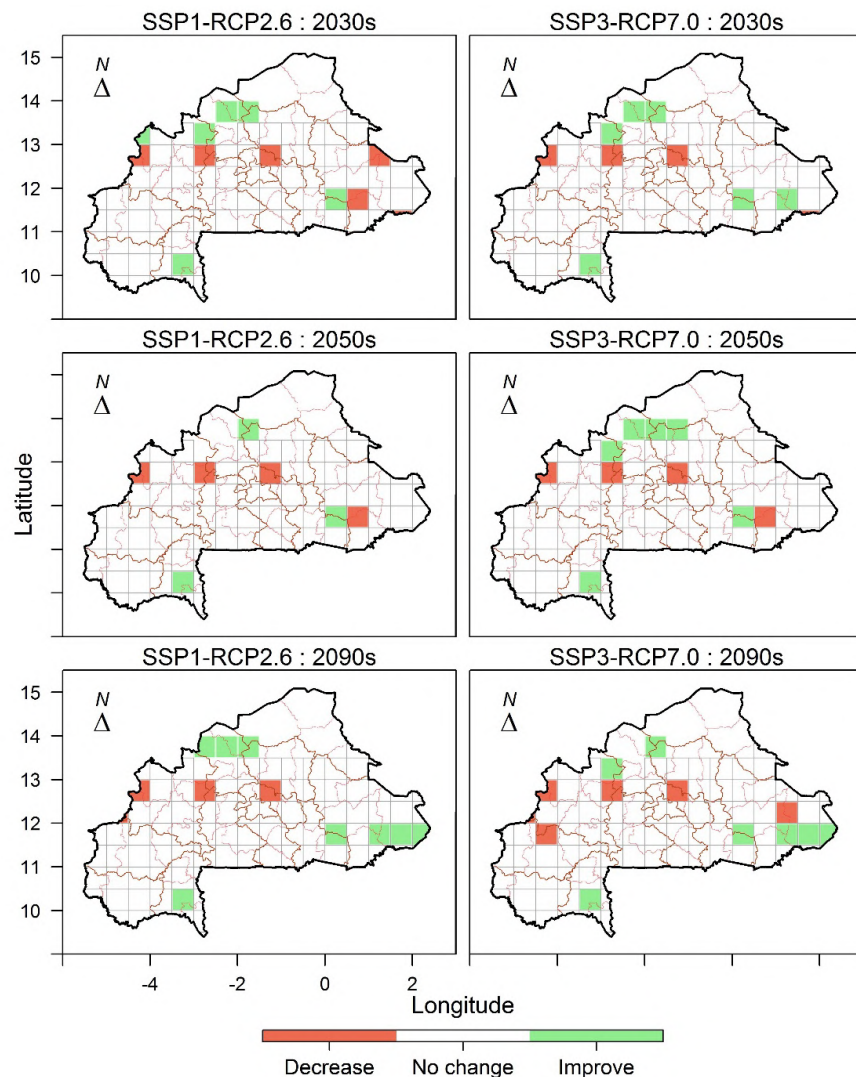 SSP1-RCP2.6 : 2030s
SSP3-RCP7.0 : 2030s
15
14
13
12
11
10
N
Δ
N
Δ
SSP1-RCP2.6 : 2050s
SSP3-RCP7.0 : 2050s
N
Δ
N
Δ
Latitude
SSP1-RCP2.6 : 2090s
SSP3-RCP7.0 : 2090s
15
14
13
12
11
10
N
Δ
N
Δ
-4 -2 0 2
Longitude
Decrease No change Improve